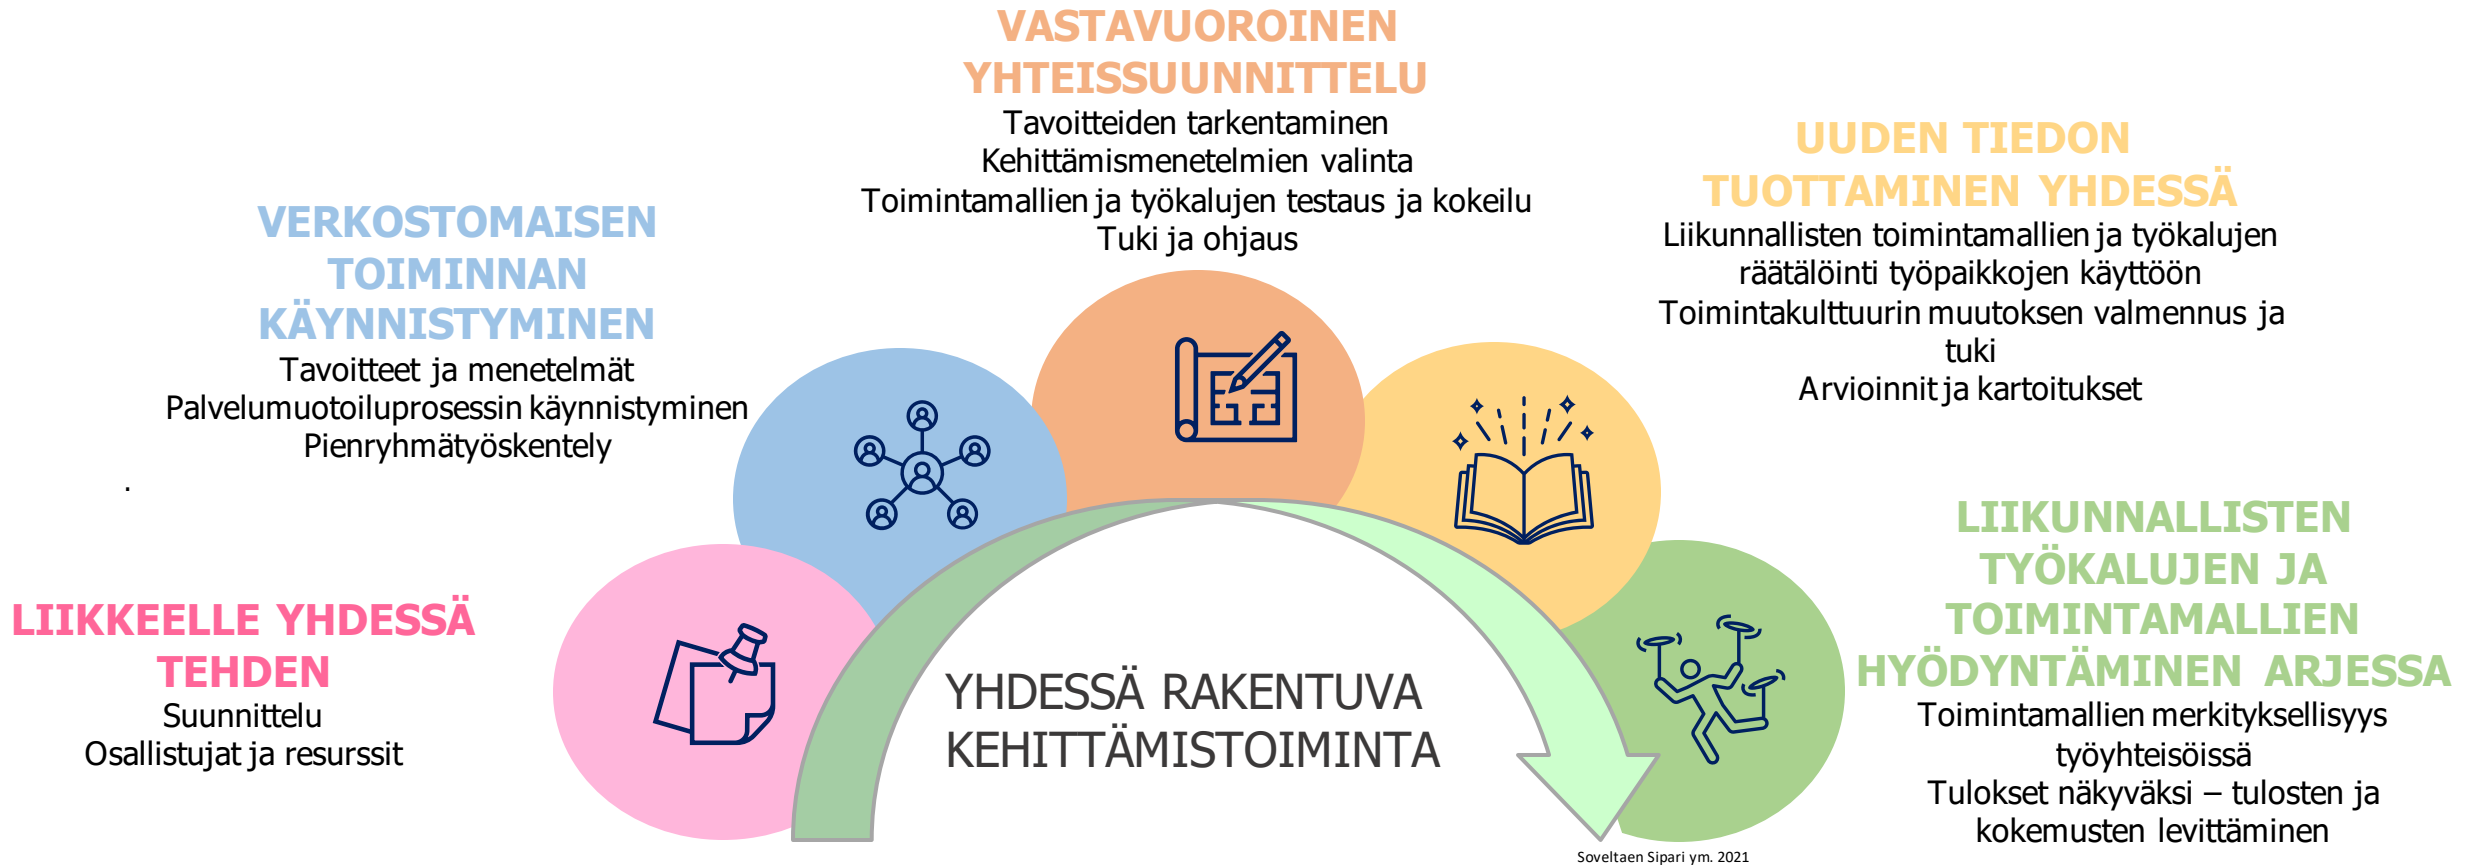 LIIKKEELLE YHDESSÄ
TEHDEN
Suunnittelu
Osallistujat ja resurssit
VERKOSTOMAISEN
TOIMINNAN
KÄYNNISTYMINEN
Tavoitteet ja menetelmät
Palvelumuotoiluprosessin käynnistyminen
Pienryhmätyöskentely
.
VASTAVUOROINEN
YHTEISSUUNNITTELU
Tavoitteiden tarkentaminen
Kehittämismenetelmien valinta
Toimintamallien ja työkalujen testaus ja kokeilu
Tuki ja ohjaus
UUDEN TIEDON
TUOTTAMINEN YHDESSÄ
Liikunnallisten toimintamallien ja työkalujen
räätälöinti työpaikkojen käyttöön
Toimintakulttuurin muutoksen valmennus ja
tuki
Arvioinnit ja kartoitukset
LIIKUNNALLISTEN
TYÖKALUJEN JA
TOIMINTAMALLIEN
HYÖDYNTÄMINEN ARJESSA
Toimintamallien merkityksellisyys
työyhteisöissä
Tulokset näkyväksi – tulosten ja
kokemusten levittäminen
YHDESSÄ RAKENTUVA
KEHITTÄMISTOIMINTA
Soveltaen Sipari ym. 2021